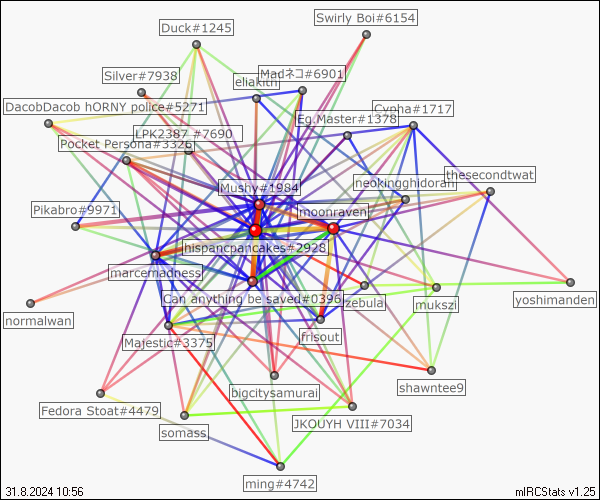 Swirly Boi#6154
Duck#1245
Madネコ#6901
Silver#7938
eliakith
DacobDacob hORNY police#5271
Cynha#1717
Eg.Master#1378
LPK2387 #7690
Pocket Persona#3326
thesecondtwat
neokingghidorah
Mushy#1984
Pikabro#9971
moonraven
hispancpancakes#2928
marcemadness
Can anything be saved#0396
zebula
mukszi
yoshimanden
normalwan
Majestic#3375
frisout
shawntee9
bigcitysamurai
Fedora Stoat#4479
JKOUYH VIII#7034
somass
ming#4742
31.8.2024 10:56
mIRCStats v1.25